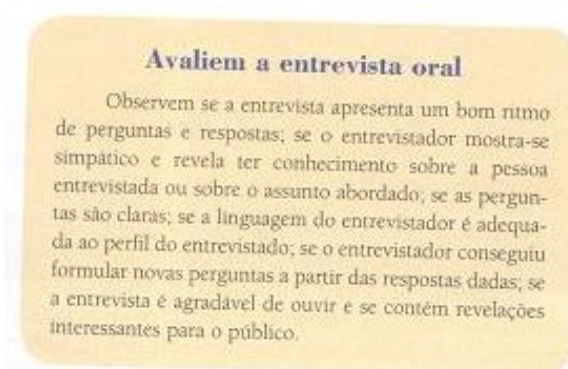 Avaliem a entrevista oral
Observem se a entrevista apresenta um bom ritmo
de perguntas e respostas; se o entrevistador mostra-se
simpático e revela ter conhecimento sobre a pessoa
entrevistada ou sobre o assunto abordado; se as pergun-
tas são claras; se a linguagem do entrevistador é adequa-
da ao perfil do entrevistado; se o entrevistador conseguiu
formular novas perguntas a partir das respostas dadas; se
a entrevista é agradável de ouvir e se contém revelações
interessantes para o público.